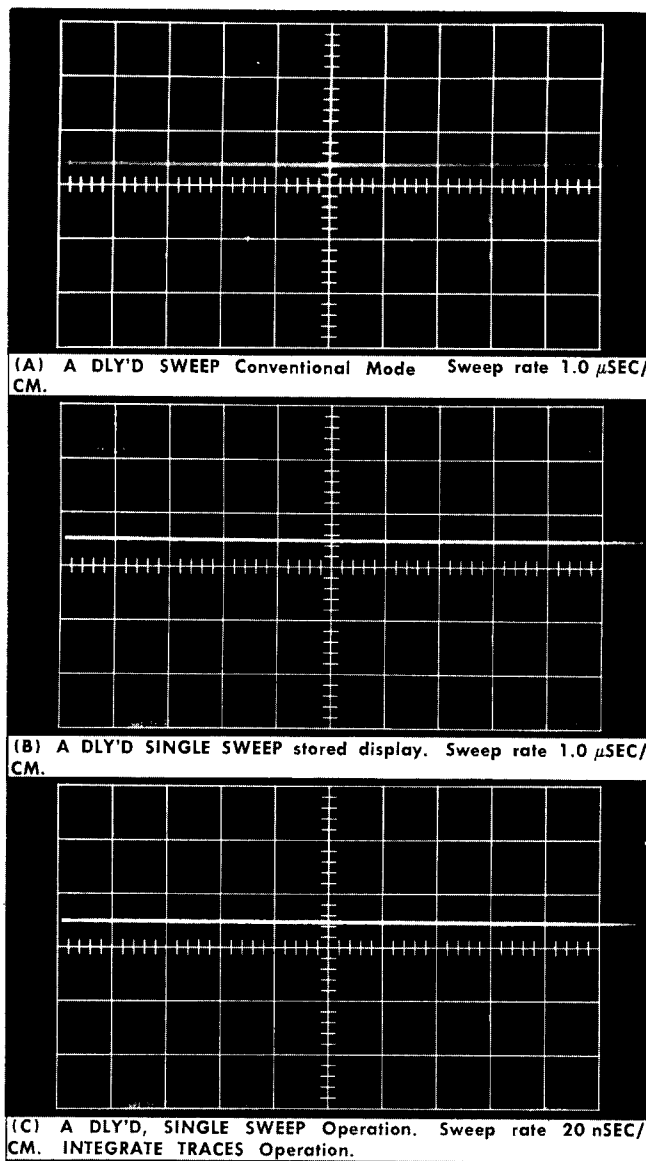 (A) A DLY'D SWEEP Conventional Mode Sweep rate 1.0 μSEC/
CM.
(B) A DLY'D SINGLE SWEEP stored display. Sweep rate 1.0 μSEC/
CM.
(C) A DLY'D, SINGLE SWEEP Operation. Sweep rate 20 nSEC/
CM. INTEGRATE TRACES Operation.